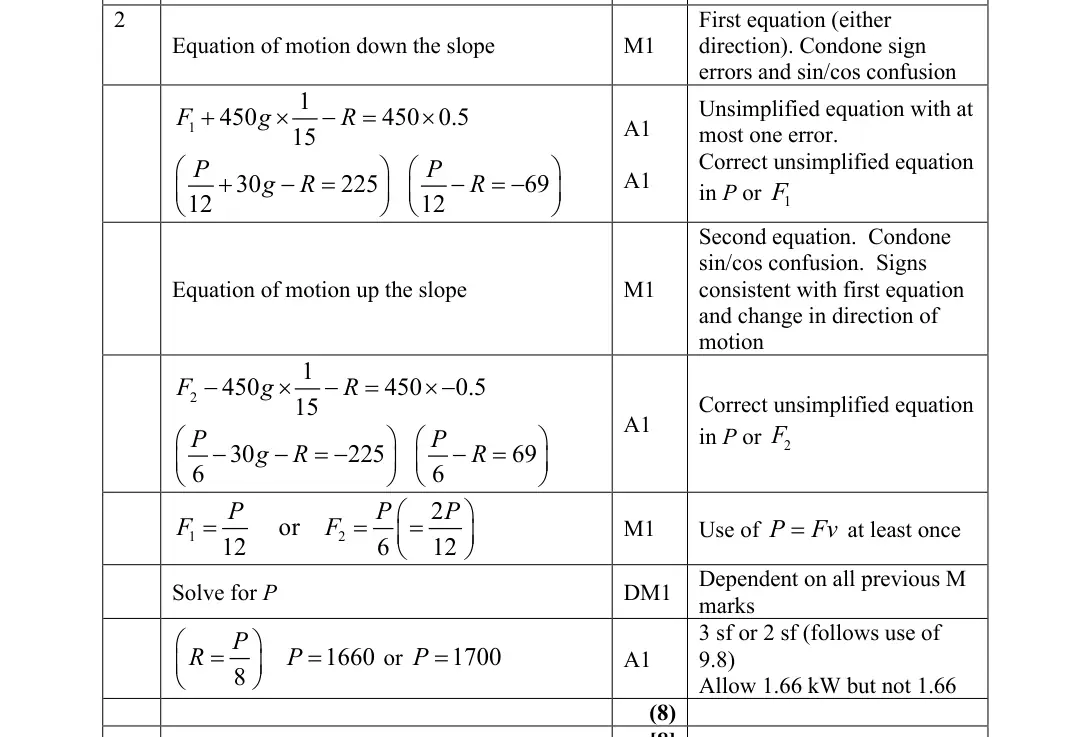 2
Equation of motion down the slope
M1
First equation (either
direction). Condone sign
errors and sin/cos confusion
F₁ + 450g × 1/15 − R = 450 × 0.5
(P/12 + 30g − R = 225) (P/12 − R = −69)
A1
A1
Unsimplified equation with at
most one error.
Correct unsimplified equation
in P or F₁
Equation of motion up the slope
M1
Second equation. Condone
sin/cos confusion. Signs
consistent with first equation
and change in direction of
motion
F₂ − 450g × 1/15 − R = 450 × −0.5
(P/6 − 30g − R = −225) (P/6 − R = 69)
A1
Correct unsimplified equation
in P or F₂
F₁ = P/12 or F₂ = P/6 (= 2P/12)
M1
Use of P = Fv at least once
Solve for P
DM1
Dependent on all previous M
marks
(R = P/8) P = 1660 or P = 1700
A1
3 sf or 2 sf (follows use of
9.8)
Allow 1.66 kW but not 1.66
(8)